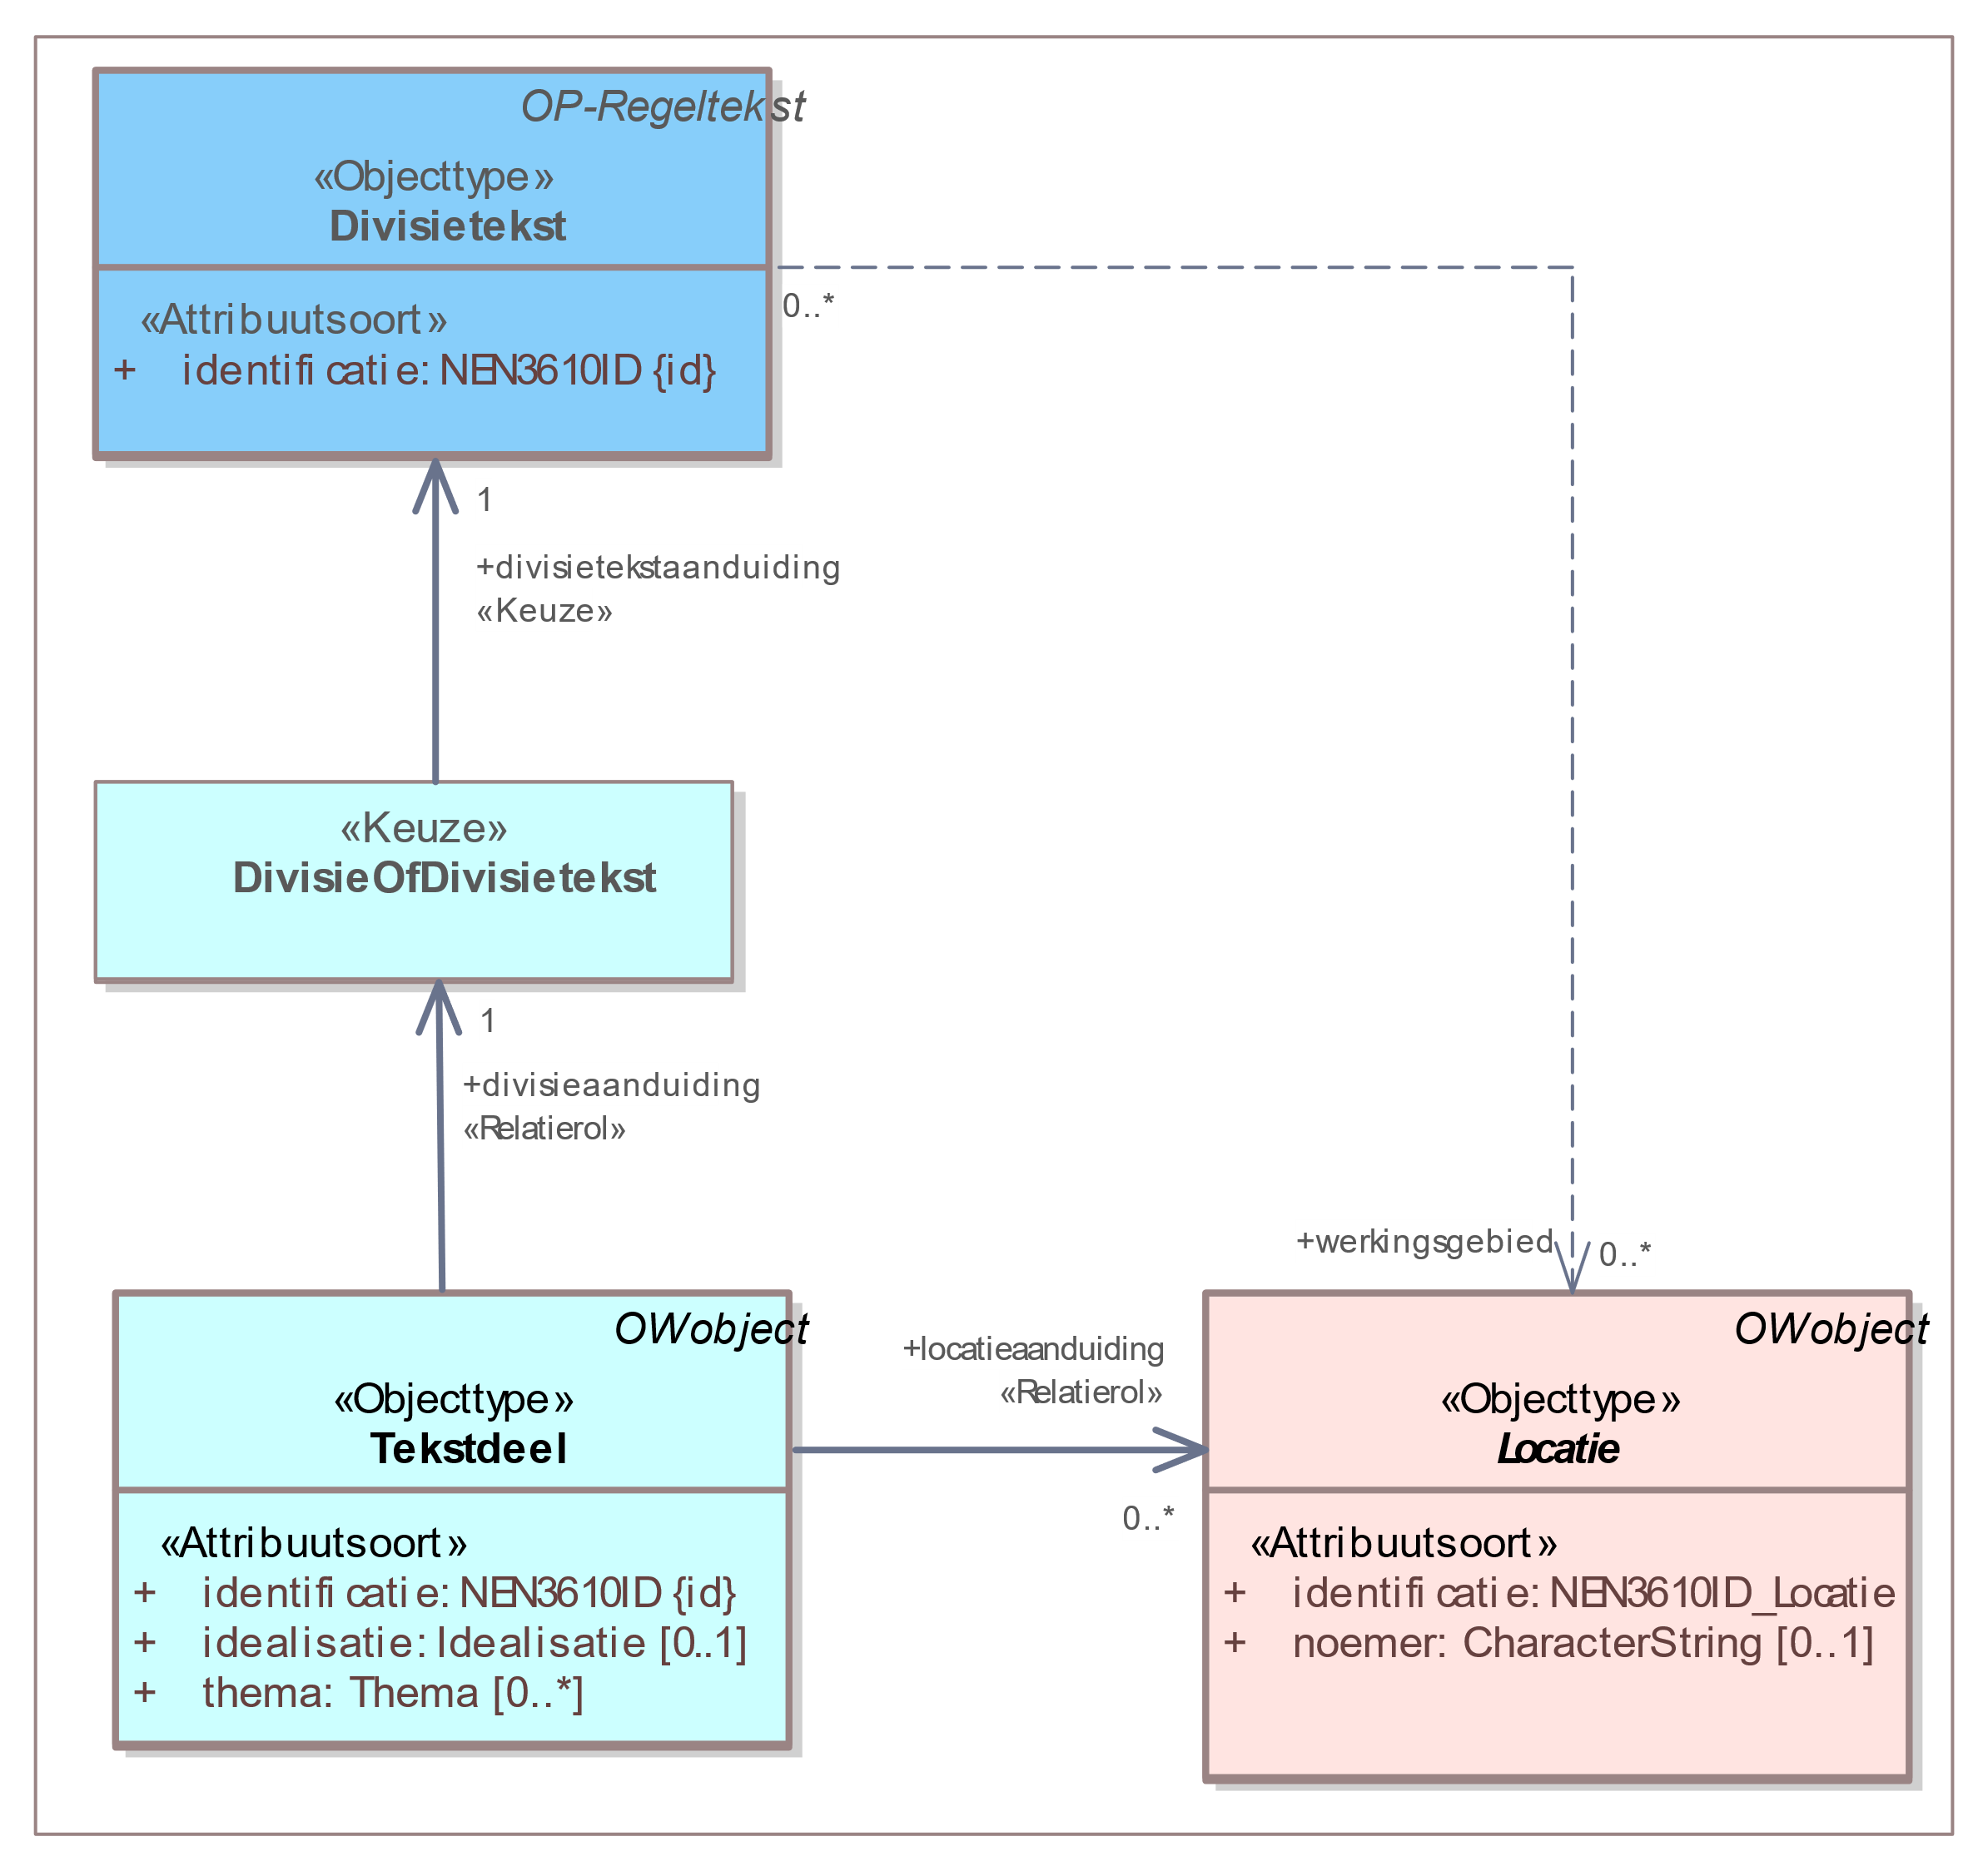 OP-Regeltekst
«Objecttype»
Divisietekst
«Attribuutsoort»
+ identificatie: NEN3610ID {id}
0..*
1
+divisietekstaanduiding
«Keuze»
«Keuze»
DivisieOfDivisietekst
1
+divisieaanduiding
«Relatierol»
+werkingsgebied
0..*
OWobject
«Objecttype»
Tekstdeel
«Attribuutsoort»
+ identificatie: NEN3610ID {id}
+ idealisatie: Idealisatie [0..1]
+ thema: Thema [0..*]
+locatieaanduiding
«Relatierol»
0..*
OWobject
«Objecttype»
Locatie
«Attribuutsoort»
+ identificatie: NEN3610ID_Locatie
+ noemer: CharacterString [0..1]